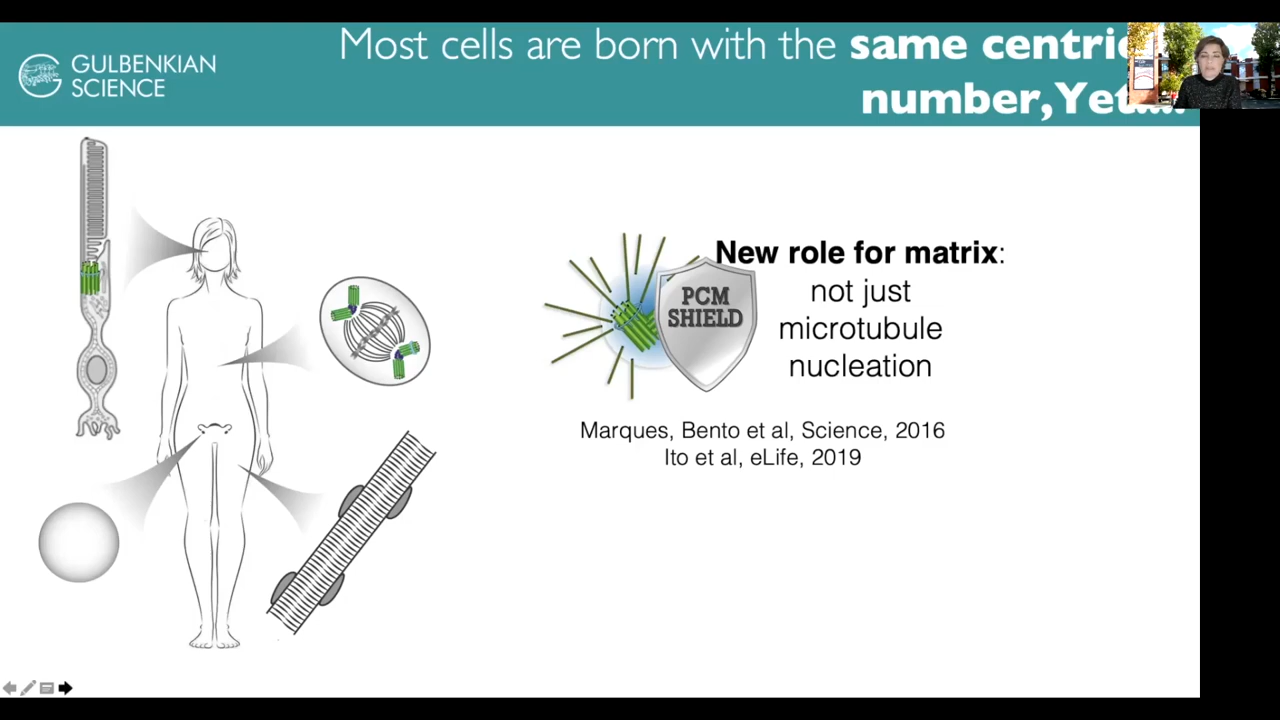 GULBENKIAN
SCIENCE
Most cells are born with the same
number, Yet...
PCM
SHIELD
New role for matrix:
not just
microtubule
nucleation
Marques, Bento et al, Science, 2016
Ito et al, eLife, 2019